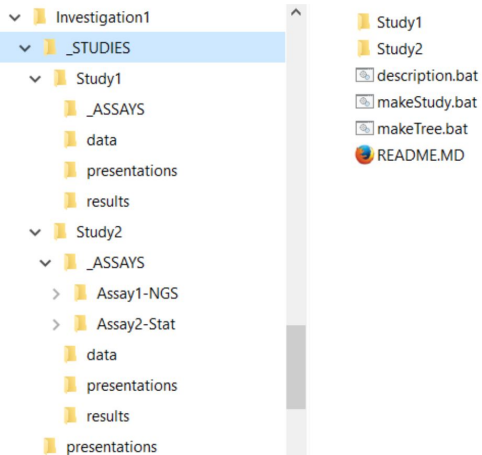 Investigation1
_STUDIES
Study1
_ASSAYS
data
presentations
results
Study2
_ASSAYS
Assay1-NGS
Assay2-Stat
data
presentations
results
presentations
Study1
Study2
description.bat
makeStudy.bat
makeTree.bat
README.MD